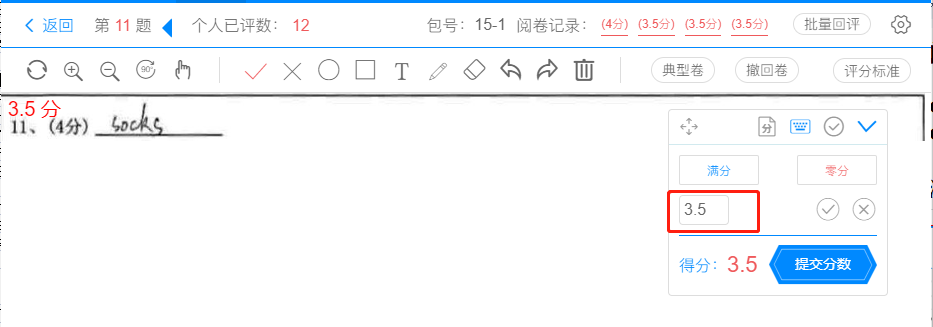 返回 第 11 题 个人已评数： 12 包号：15-1 阅卷记录： (4分) (3.5分) (3.5分) (3.5分) 批量回评
90° T 典型卷 撤回卷 评分标准
3.5 分
11、(4分) socks
分
满分 零分
3.5
得分： 3.5 提交分数